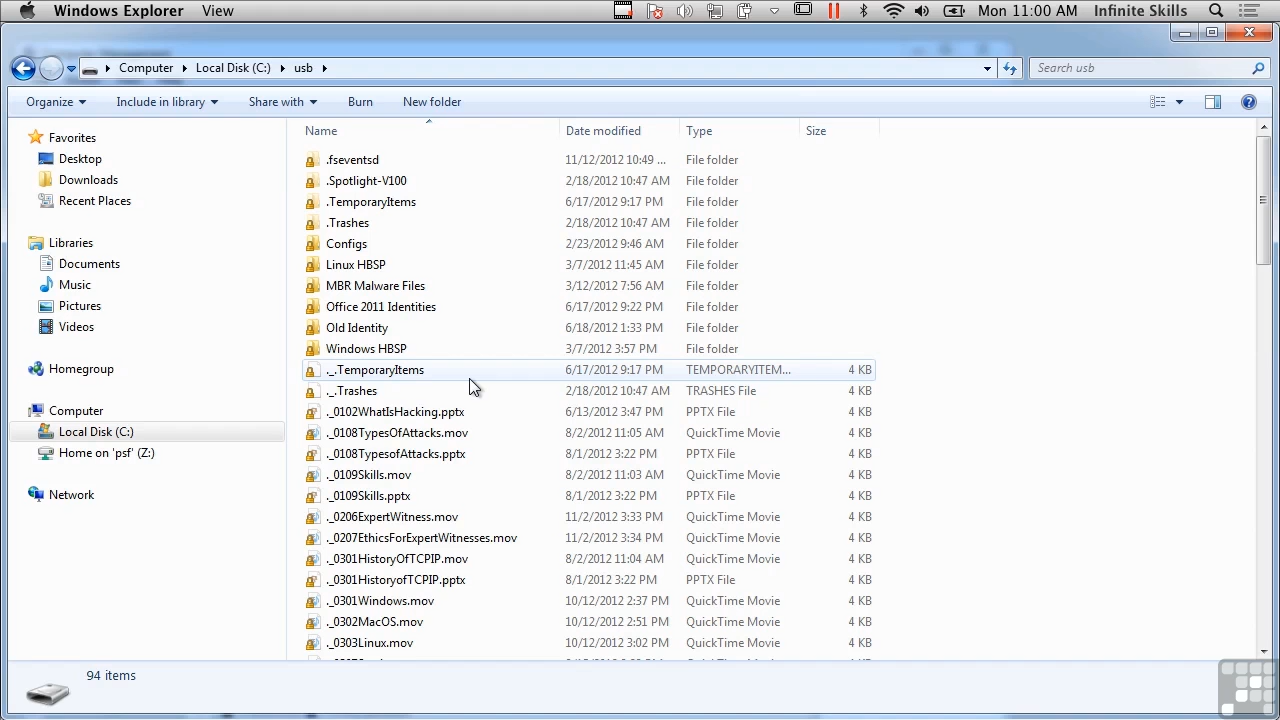 Windows Explorer View Mon 11:00 AM Infinite Skills
Computer Local Disk (C:) usb Search usb
Organize Include in library Share with Burn New folder
Name Date modified Type Size
Favorites
Desktop
Downloads
Recent Places
Libraries
Documents
Music
Pictures
Videos
Homegroup
Computer
Local Disk (C:)
Home on 'psf' (Z:)
Network
.fseventsd 11/12/2012 10:49 ... File folder
.Spotlight-V100 2/18/2012 10:47 AM File folder
.TemporaryItems 6/17/2012 9:17 PM File folder
.Trashes 2/18/2012 10:47 AM File folder
Configs 2/23/2012 9:46 AM File folder
Linux HBSP 3/7/2012 11:45 AM File folder
MBR Malware Files 3/12/2012 7:56 AM File folder
Office 2011 Identities 6/17/2012 9:22 PM File folder
Old Identity 6/18/2012 1:33 PM File folder
Windows HBSP 3/7/2012 3:57 PM File folder
._.TemporaryItems 6/17/2012 9:17 PM TEMPORARYITEM... 4 KB
._.Trashes 2/18/2012 10:47 AM TRASHES File 4 KB
._0102WhatIsHacking.pptx 6/13/2012 3:47 PM PPTX File 4 KB
._0108TypesOfAttacks.mov 8/2/2012 11:05 AM QuickTime Movie 4 KB
._0108TypesofAttacks.pptx 8/1/2012 3:22 PM PPTX File 4 KB
._0109Skills.mov 8/2/2012 11:03 AM QuickTime Movie 4 KB
._0109Skills.pptx 8/1/2012 3:22 PM PPTX File 4 KB
._0206ExpertWitness.mov 11/2/2012 3:33 PM QuickTime Movie 4 KB
._0207EthicsForExpertWitnesses.mov 11/2/2012 3:34 PM QuickTime Movie 4 KB
._0301HistoryOfTCPIP.mov 8/2/2012 11:04 AM QuickTime Movie 4 KB
._0301HistoryofTCPIP.pptx 8/1/2012 3:22 PM PPTX File 4 KB
._0301Windows.mov 10/12/2012 2:37 PM QuickTime Movie 4 KB
._0302MacOS.mov 10/12/2012 2:51 PM QuickTime Movie 4 KB
._0303Linux.mov 10/12/2012 3:02 PM QuickTime Movie 4 KB
94 items